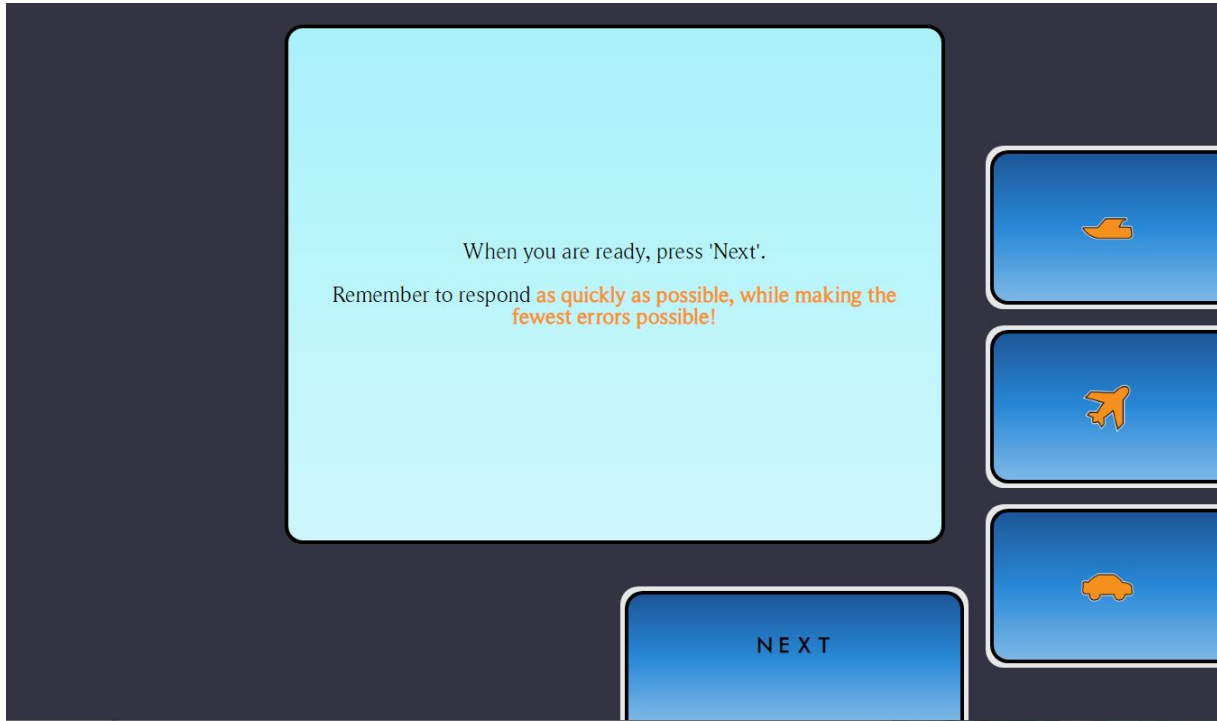 When you are ready, press 'Next'.
Remember to respond as quickly as possible, while making the
fewest errors possible!
NEXT